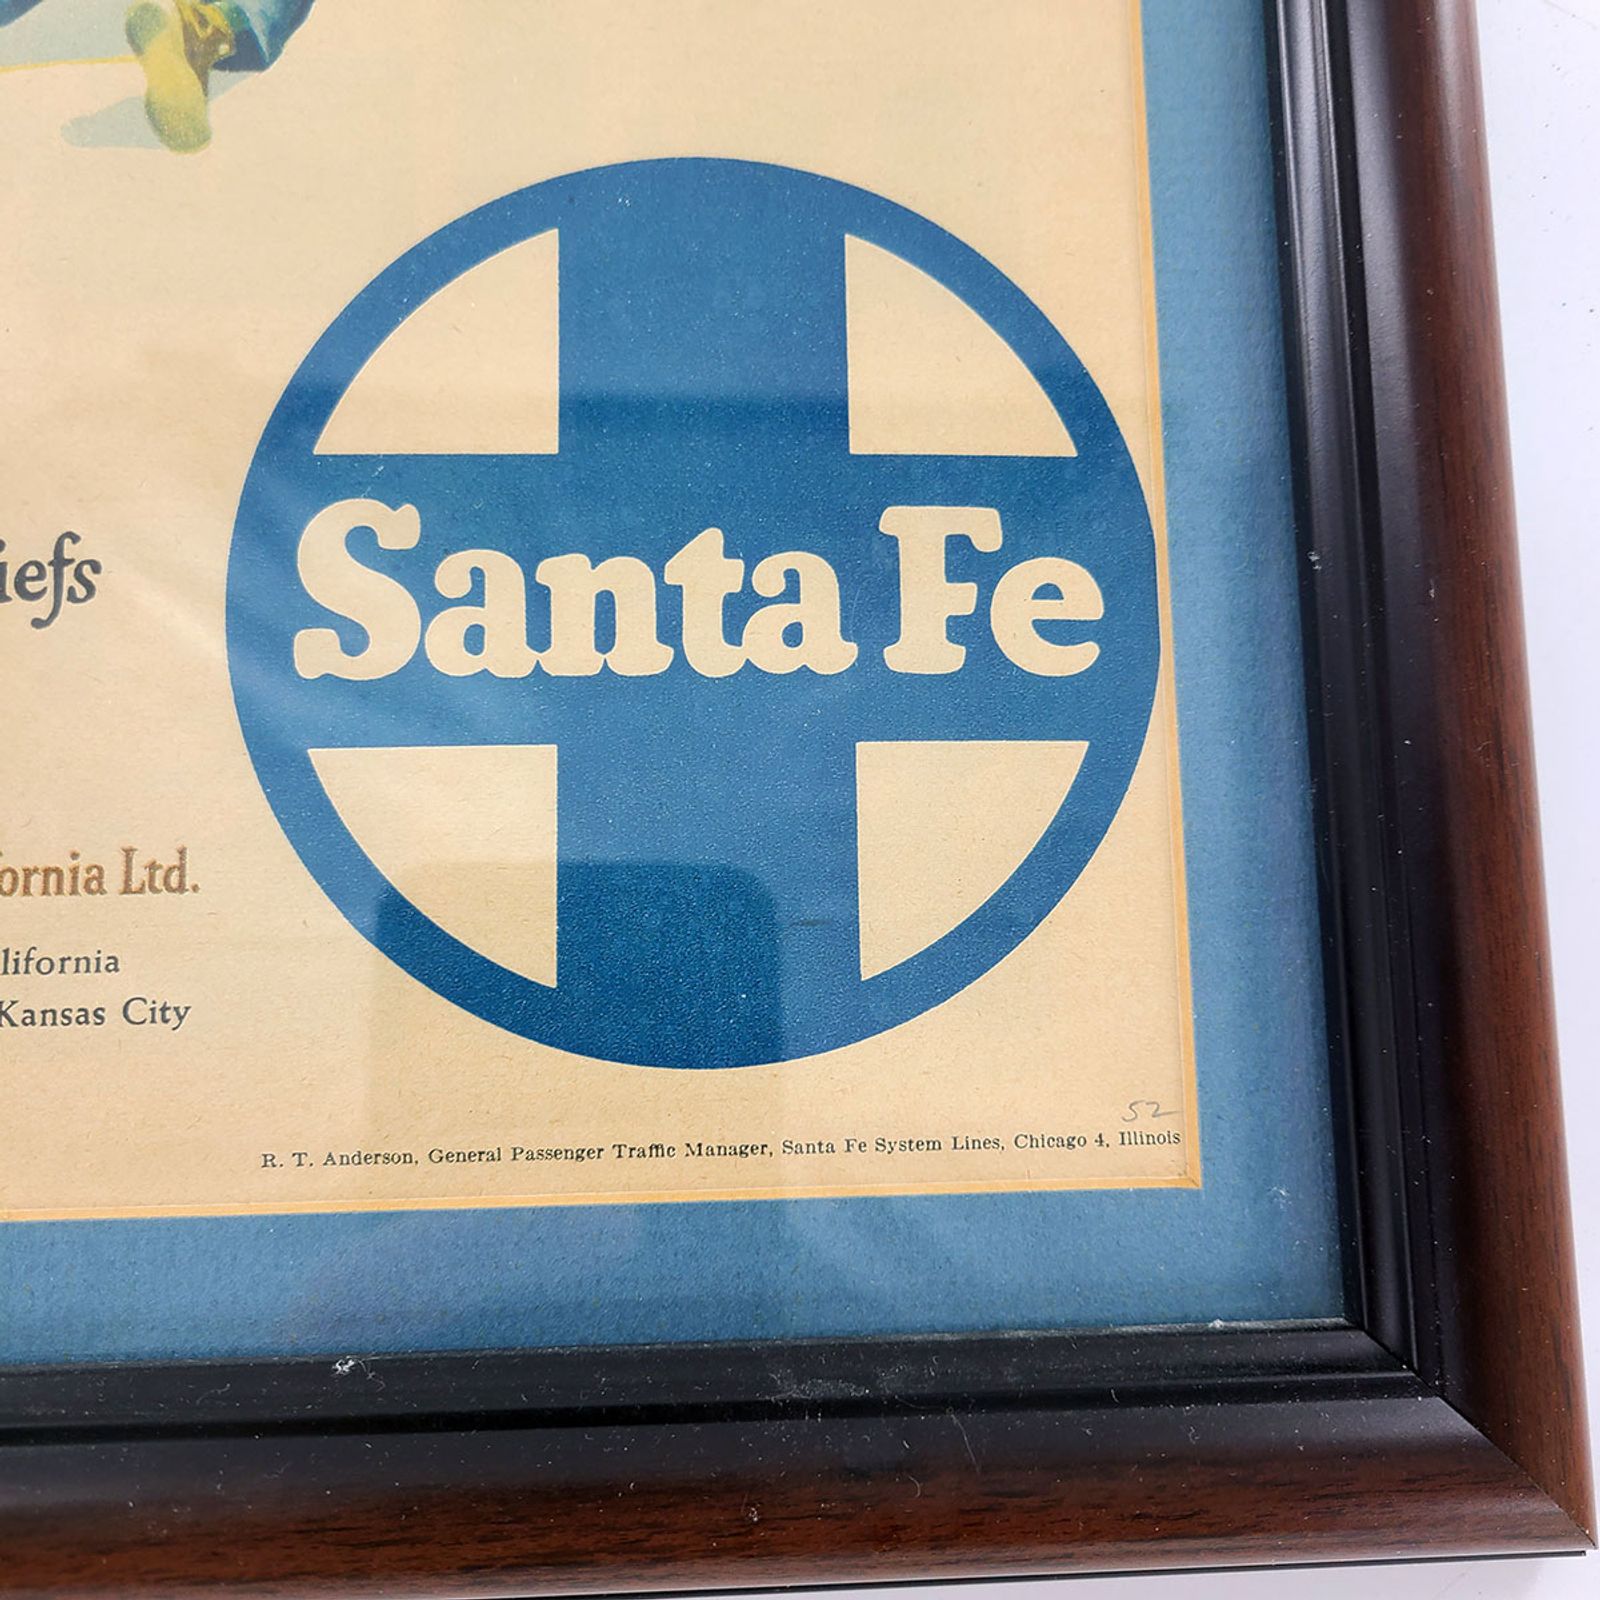 iefs
Santa Fe
ornia Ltd.
lifornia
Kansas City
52
R. T. Anderson, General Passenger Traffic Manager, Santa Fe System Lines, Chicago 4, Illinois